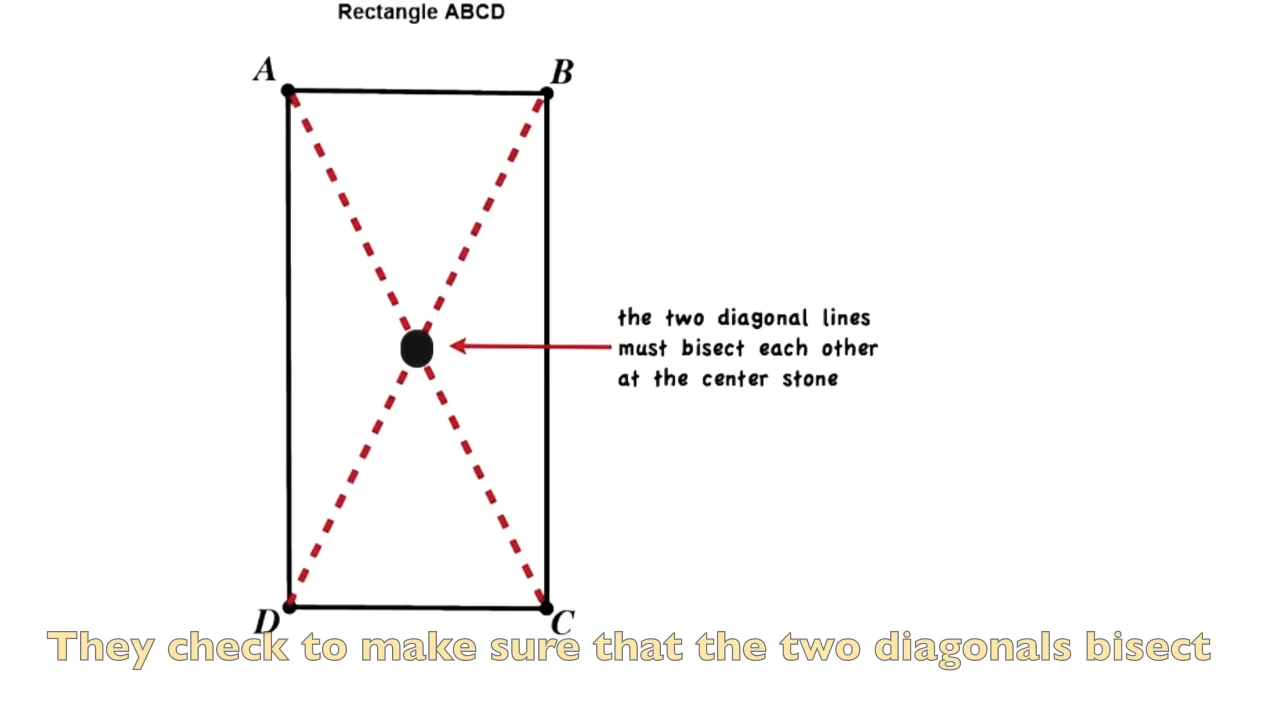 Rectangle ABCD
A
B
the two diagonal lines
must bisect each other
at the center stone
D
C
They check to make sure that the two diagonals bisect